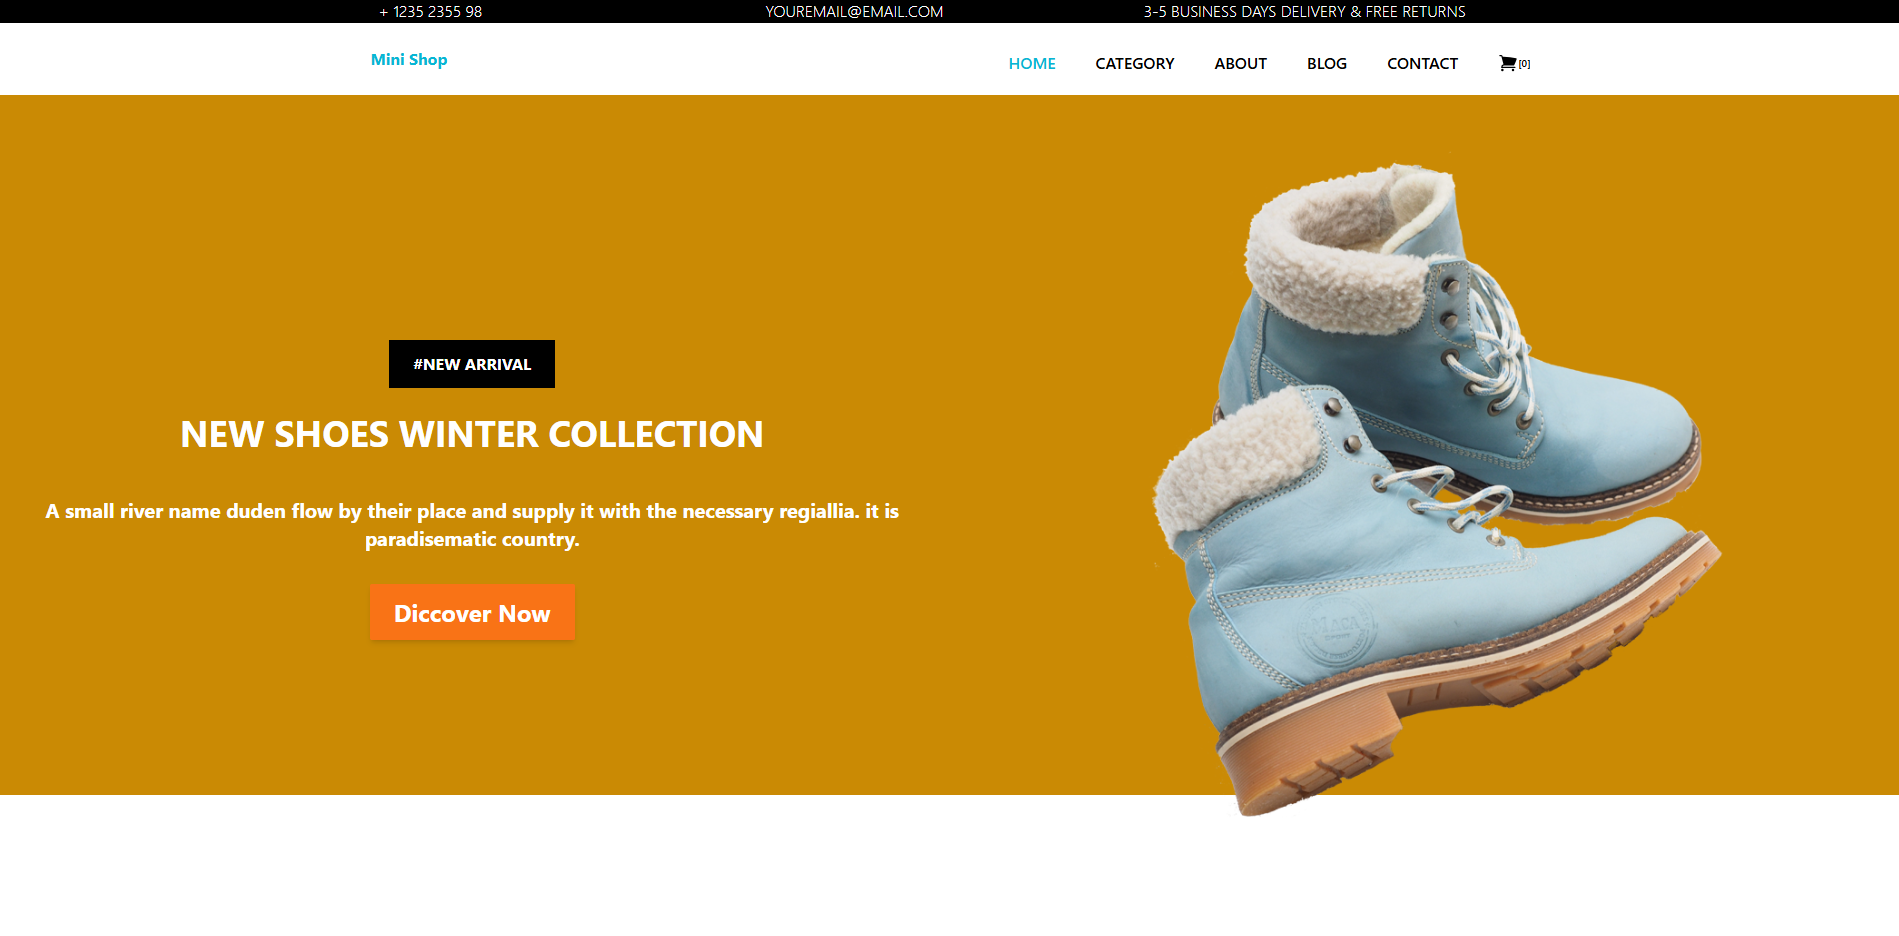 + 1235 2355 98
YOUREMAIL@EMAIL.COM
3-5 BUSINESS DAYS DELIVERY & FREE RETURNS
Mini Shop
HOME
CATEGORY
ABOUT
BLOG
CONTACT
[0]
#NEW ARRIVAL
NEW SHOES WINTER COLLECTION
A small river name duden flow by their place and supply it with the necessary regiallia. it is
paradisematic country.
Diccover Now
MACA